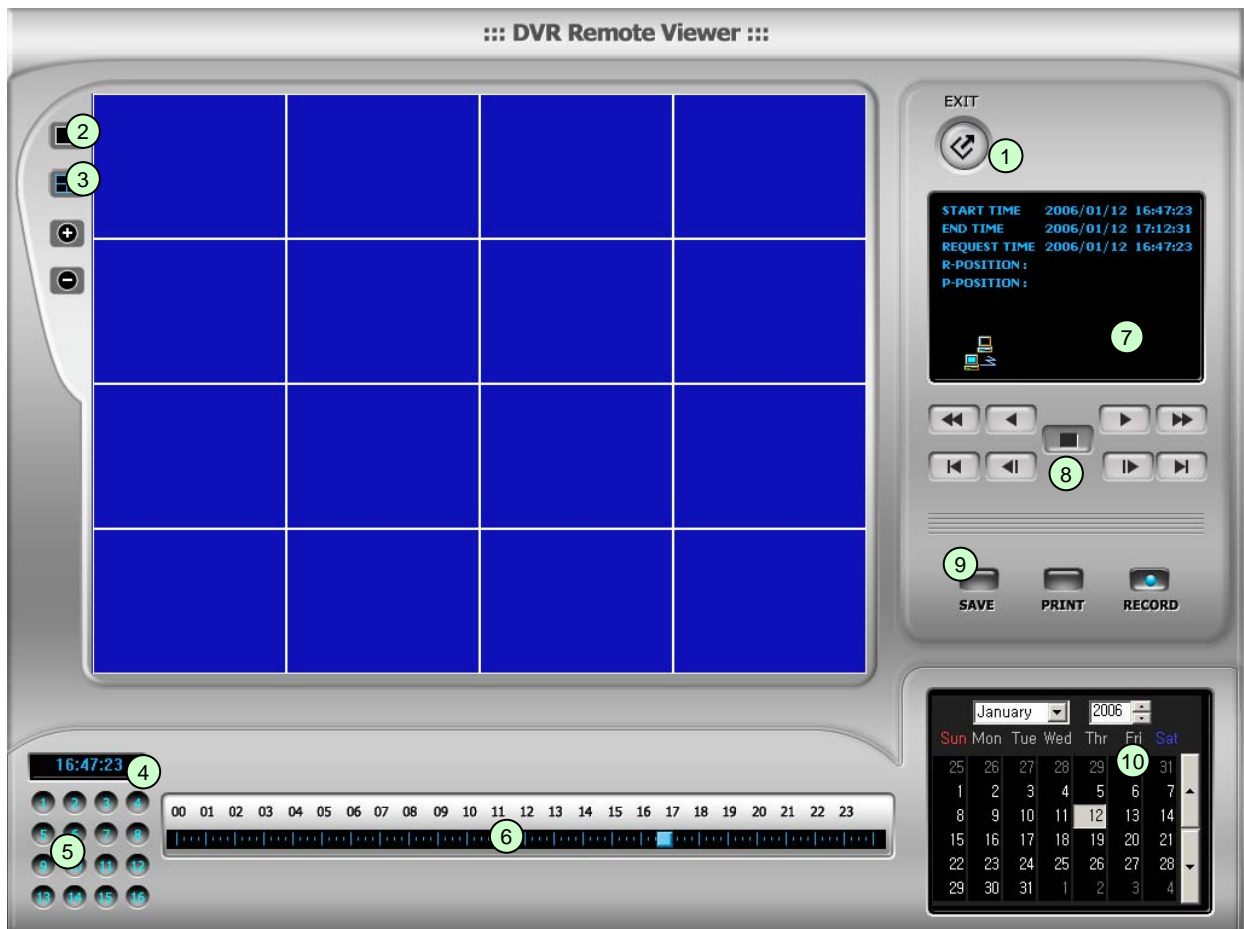 ::: DVR Remote Viewer :::
EXIT
1
2
3
START TIME 2006/01/12 16:47:23
END TIME 2006/01/12 17:12:31
REQUEST TIME 2006/01/12 16:47:23
R-POSITION :
P-POSITION :
7
8
9
SAVE PRINT RECORD
January 2006
Sun Mon Tue Wed Thr Fri Sat
25 26 27 28 29 31
10
1 2 3 4 5 6 7
8 9 10 11 12 13 14
15 16 17 18 19 20 21
22 23 24 25 26 27 28
29 30 31 1 2 3 4
16:47:23
4
1 2 3 4
5 6 7 8
5
9 11 12
13 14 15 16
00 01 02 03 04 05 06 07 08 09 10 11 12 13 14 15 16 17 18 19 20 21 22 23
6